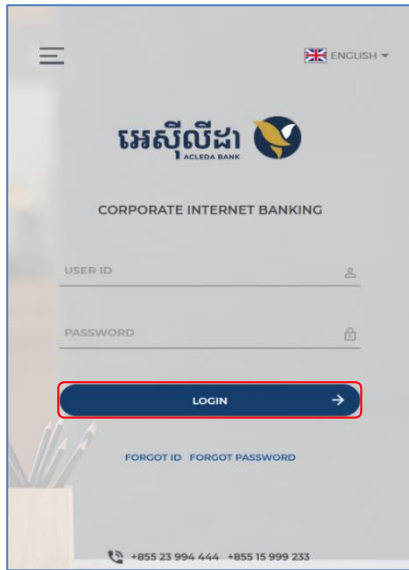 ENGLISH
អេស៊ីលីដា
ACLEDA BANK
CORPORATE INTERNET BANKING
USER ID
PASSWORD
LOGIN
FORGOT ID FORGOT PASSWORD
+855 23 994 444 +855 15 999 233